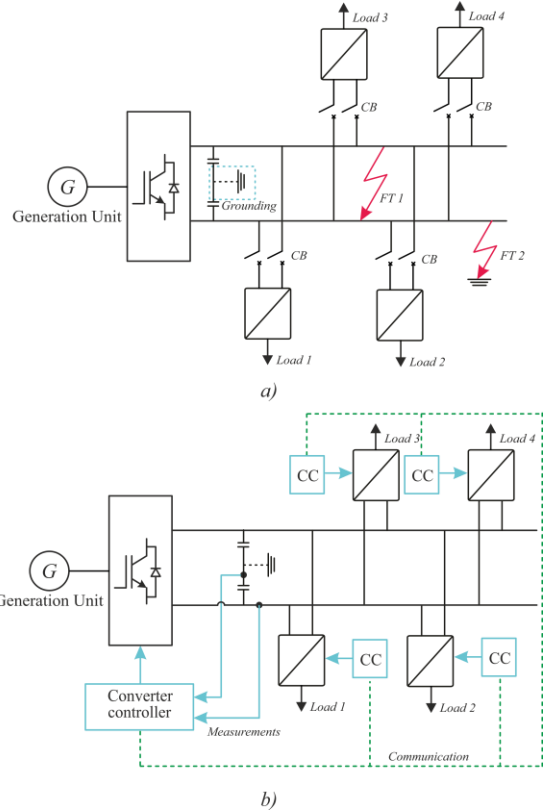 Load 3
Load 4
CB
CB
G
Generation Unit
Grounding
FT 1
FT 2
CB
CB
Load 1
Load 2
a)
Load 3
Load 4
CC
CC
G
Generation Unit
CC
CC
Converter
controller
Load 1
Load 2
Measurements
Communication
b)